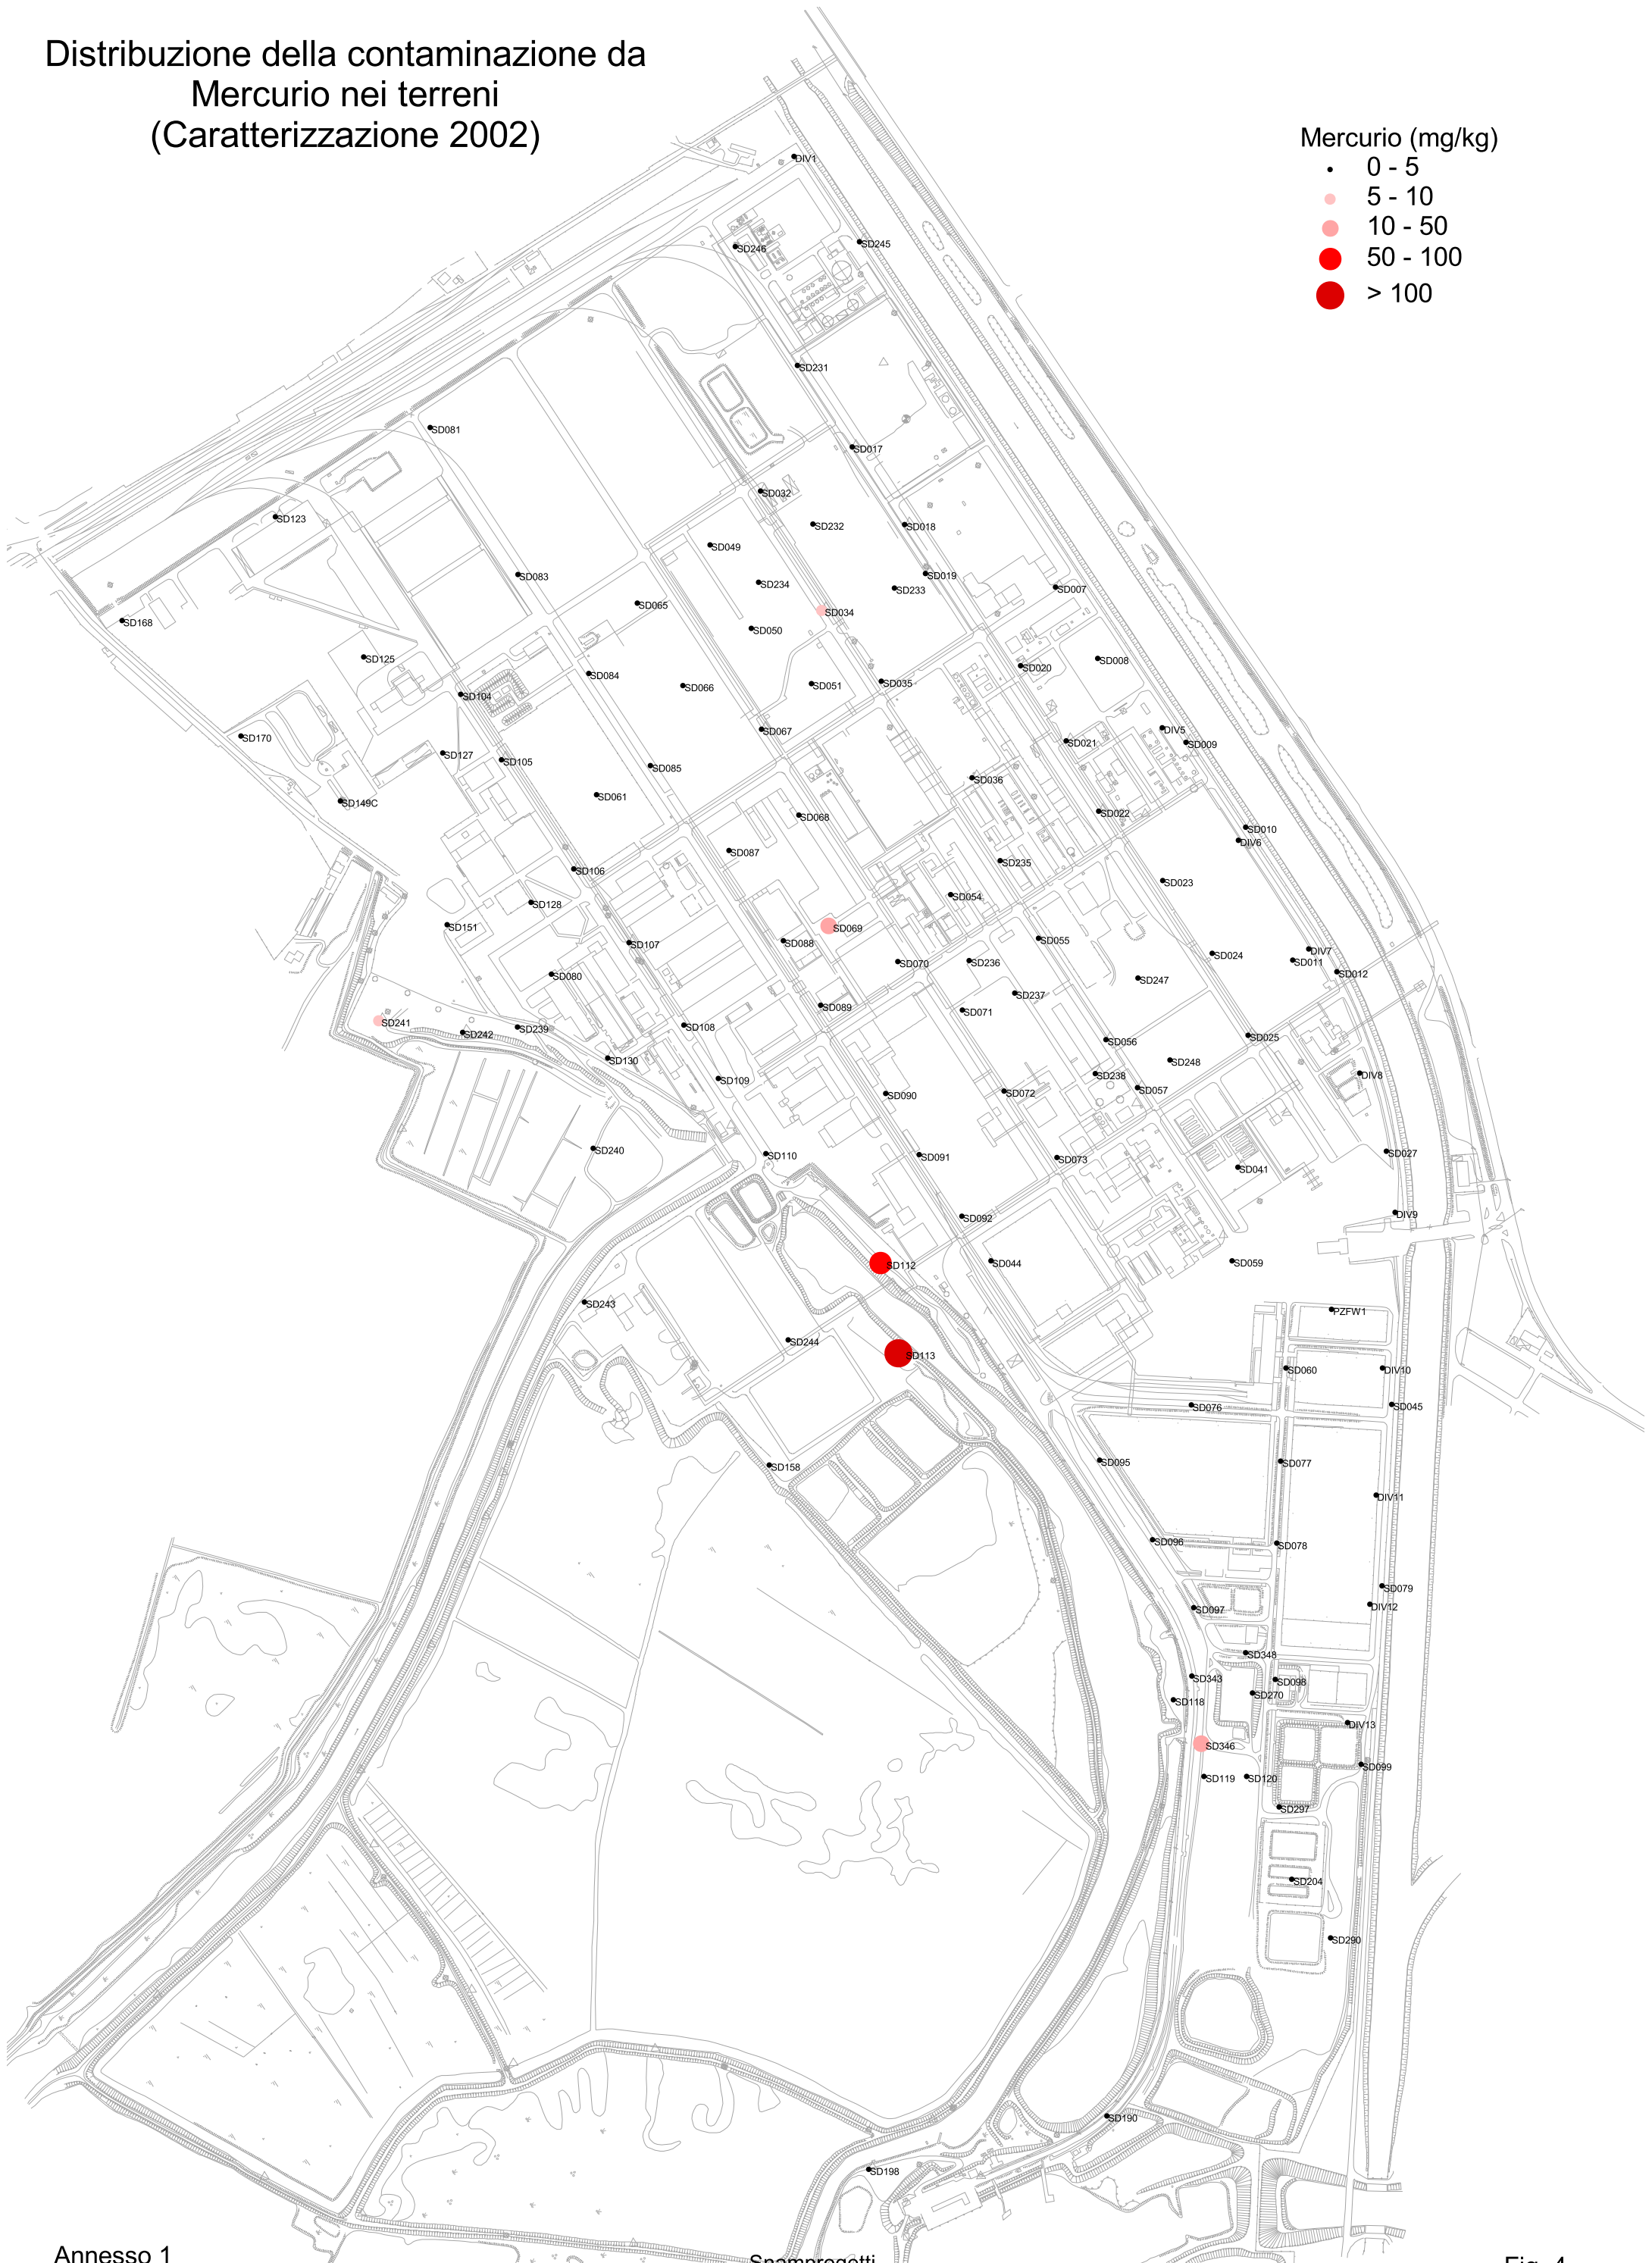 Distribuzione della contaminazione da
Mercurio nei terreni
(Caratterizzazione 2002)
Mercurio (mg/kg)
0 - 5
5 - 10
10 - 50
50 - 100
> 100
DIV1
SD245
SD246
SD231
SD081
SD017
SD032
SD123
SD232
SD018
SD049
SD019
SD083
SD234
SD233
SD007
SD065
SD034
SD168
SD050
SD125
SD008
SD020
SD084
SD035
SD051
SD066
SD104
DIV5
SD067
SD170
SD021
SD009
SD127
SD105
SD085
SD036
SD061
SD149C
SD022
SD068
SD010
DIV6
SD087
SD235
SD106
SD023
SD054
SD128
SD151
SD069
SD055
SD088
SD107
DIV7
SD024
SD011
SD236
SD070
SD012
SD080
SD247
SD237
SD089
SD071
SD241
SD108
SD239
SD242
SD025
SD056
SD130
SD248
SD238
DIV8
SD109
SD057
SD072
SD090
SD240
SD027
SD110
SD091
SD073
SD041
DIV9
SD092
SD059
SD044
SD112
SD243
PZFW1
SD244
SD113
SD060
DIV10
SD076
SD045
SD095
SD077
SD158
DIV11
SD096
SD078
SD079
DIV12
SD097
SD348
SD343
SD098
SD270
SD118
DIV13
SD346
SD099
SD119
SD120
SD297
SD204
SD290
SD190
SD198
Annesso 1
Snamprogetti
Fig. 4